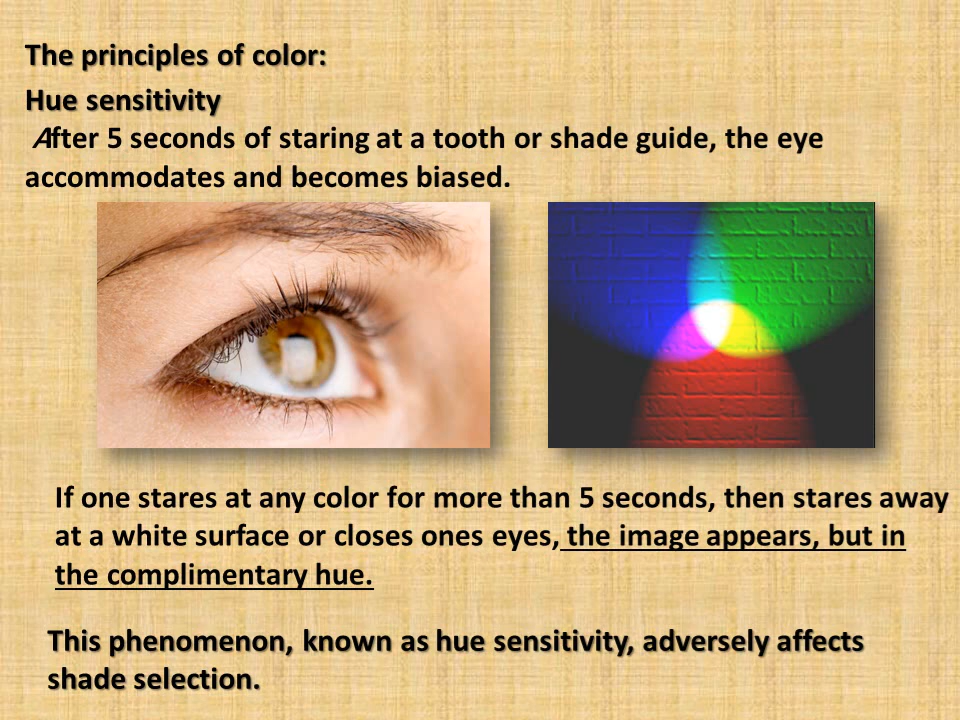 The principles of color:
Hue sensitivity
After 5 seconds of staring at a tooth or shade guide, the eye
accommodates and becomes biased.
If one stares at any color for more than 5 seconds, then stares away
at a white surface or closes ones eyes, the image appears, but in
the complimentary hue.
This phenomenon, known as hue sensitivity, adversely affects
shade selection.